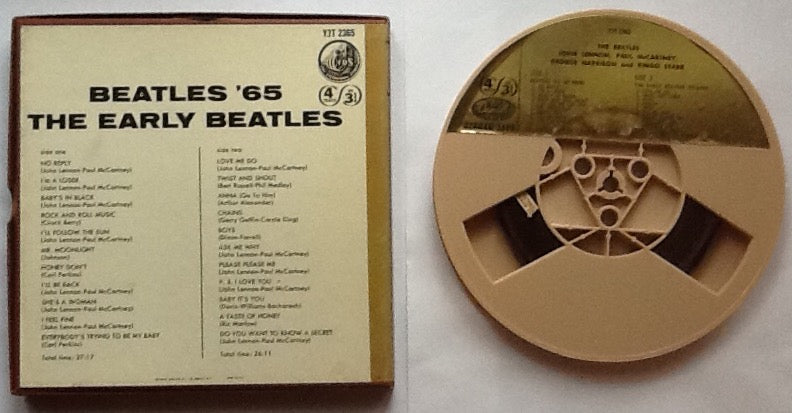 Y2T 2365
4
3 3/4
BEATLES '65
THE EARLY BEATLES
side one
NO REPLY
(John Lennon-Paul McCartney)
I'M A LOSER
(John Lennon-Paul McCartney)
BABY'S IN BLACK
(John Lennon-Paul McCartney)
ROCK AND ROLL MUSIC
(Chuck Berry)
I'LL FOLLOW THE SUN
(John Lennon-Paul McCartney)
MR. MOONLIGHT
(Johnson)
HONEY DON'T
(Carl Perkins)
I'LL BE BACK
(John Lennon-Paul McCartney)
SHE'S A WOMAN
(John Lennon-Paul McCartney)
I FEEL FINE
(John Lennon-Paul McCartney)
EVERYBODY'S TRYING TO BE MY BABY
(Carl Perkins)
Total time: 27:17
side two
LOVE ME DO
(John Lennon-Paul McCartney)
TWIST AND SHOUT
(Bert Russell-Phil Medley)
ANNA (Go To Him)
(Arthur Alexander)
CHAINS
(Gerry Goffin-Carole King)
BOYS
(Dixon-Farrell)
ASK ME WHY
(John Lennon-Paul McCartney)
PLEASE PLEASE ME
(John Lennon-Paul McCartney)
P. S. I LOVE YOU
(John Lennon-Paul McCartney)
BABY IT'S YOU
(David-Williams-Bacharach)
A TASTE OF HONEY
(Ric Marlow)
DO YOU WANT TO KNOW A SECRET
(John Lennon-Paul McCartney)
Total time: 26:11
THE BEATLES
JOHN LENNON, PAUL McCARTNEY,
GEORGE HARRISON and RINGO STARR
4
3 3/4